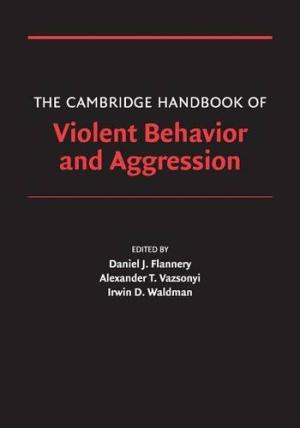 THE CAMBRIDGE HANDBOOK OF
Violent Behavior
and Aggression
EDITED BY
Daniel J. Flannery
Alexander T. Vazsonyi
Irwin D. Waldman